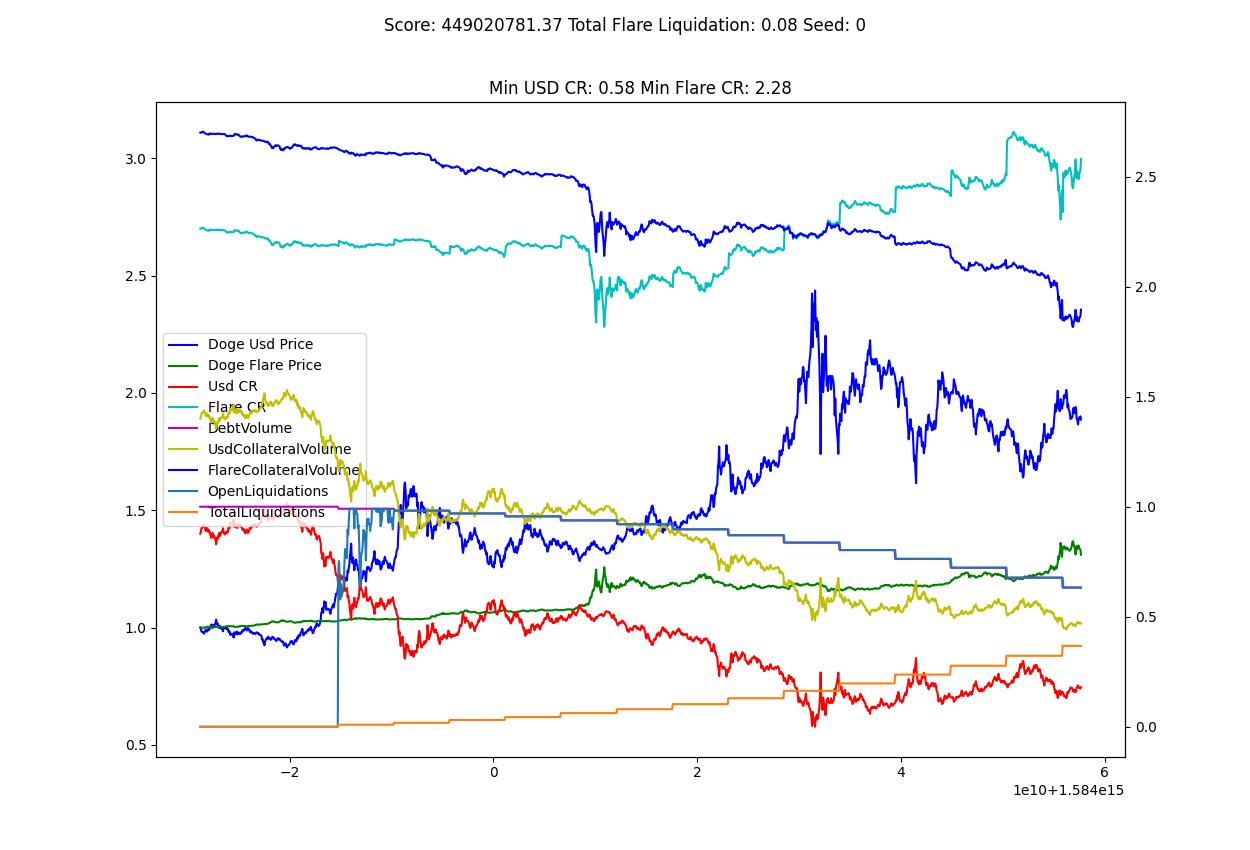 Score: 449020781.37 Total Flare Liquidation: 0.08 Seed: 0
Min USD CR: 0.58 Min Flare CR: 2.28
3.0
2.5
2.0
1.5
1.0
0.5
2.5
2.0
1.5
1.0
0.5
0.0
Doge Usd Price
Doge Flare Price
Usd CR
Flare CR
DebtVolume
UsdCollateralVolume
FlareCollateralVolume
OpenLiquidations
TotalLiquidations
−2
0
2
4
6
1e10+1.584e15